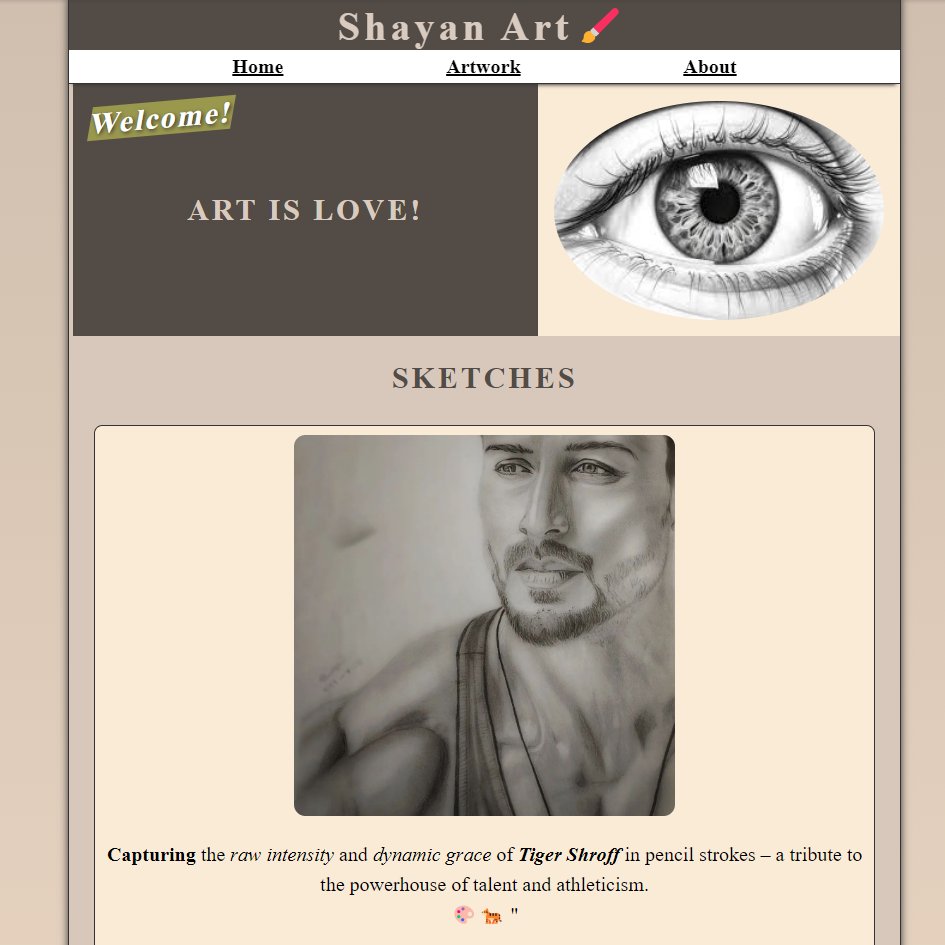 Shayan Art 🖌️
Home Artwork About
Welcome!
ART IS LOVE!
SKETCHES
Capturing the raw intensity and dynamic grace of Tiger Shroff in pencil strokes – a tribute to
the powerhouse of talent and athleticism.
🎨 🐅 "